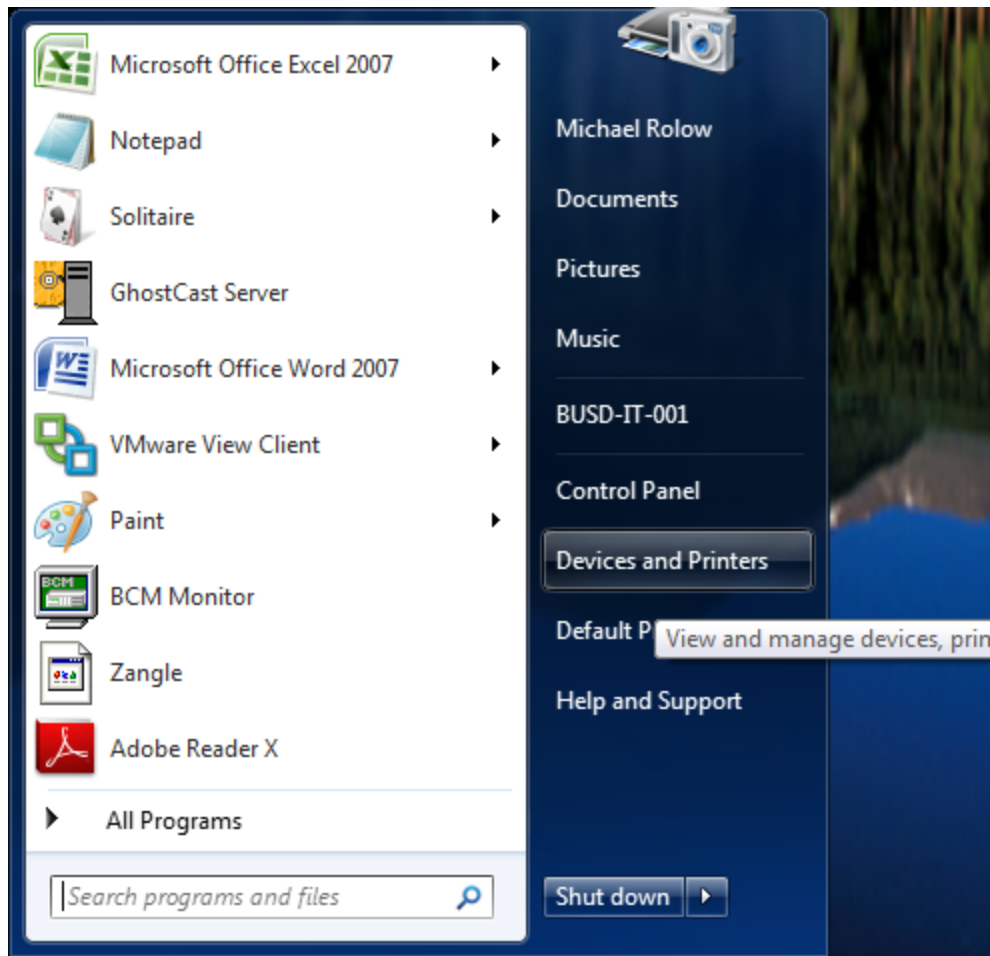 Microsoft Office Excel 2007
Notepad
Solitaire
GhostCast Server
Microsoft Office Word 2007
VMware View Client
Paint
BCM
BCM Monitor
Zangle
Adobe Reader X
All Programs
Search programs and files
Michael Rolow
Documents
Pictures
Music
BUSD-IT-001
Control Panel
Devices and Printers
Default P
View and manage devices, prin
Help and Support
Shut down